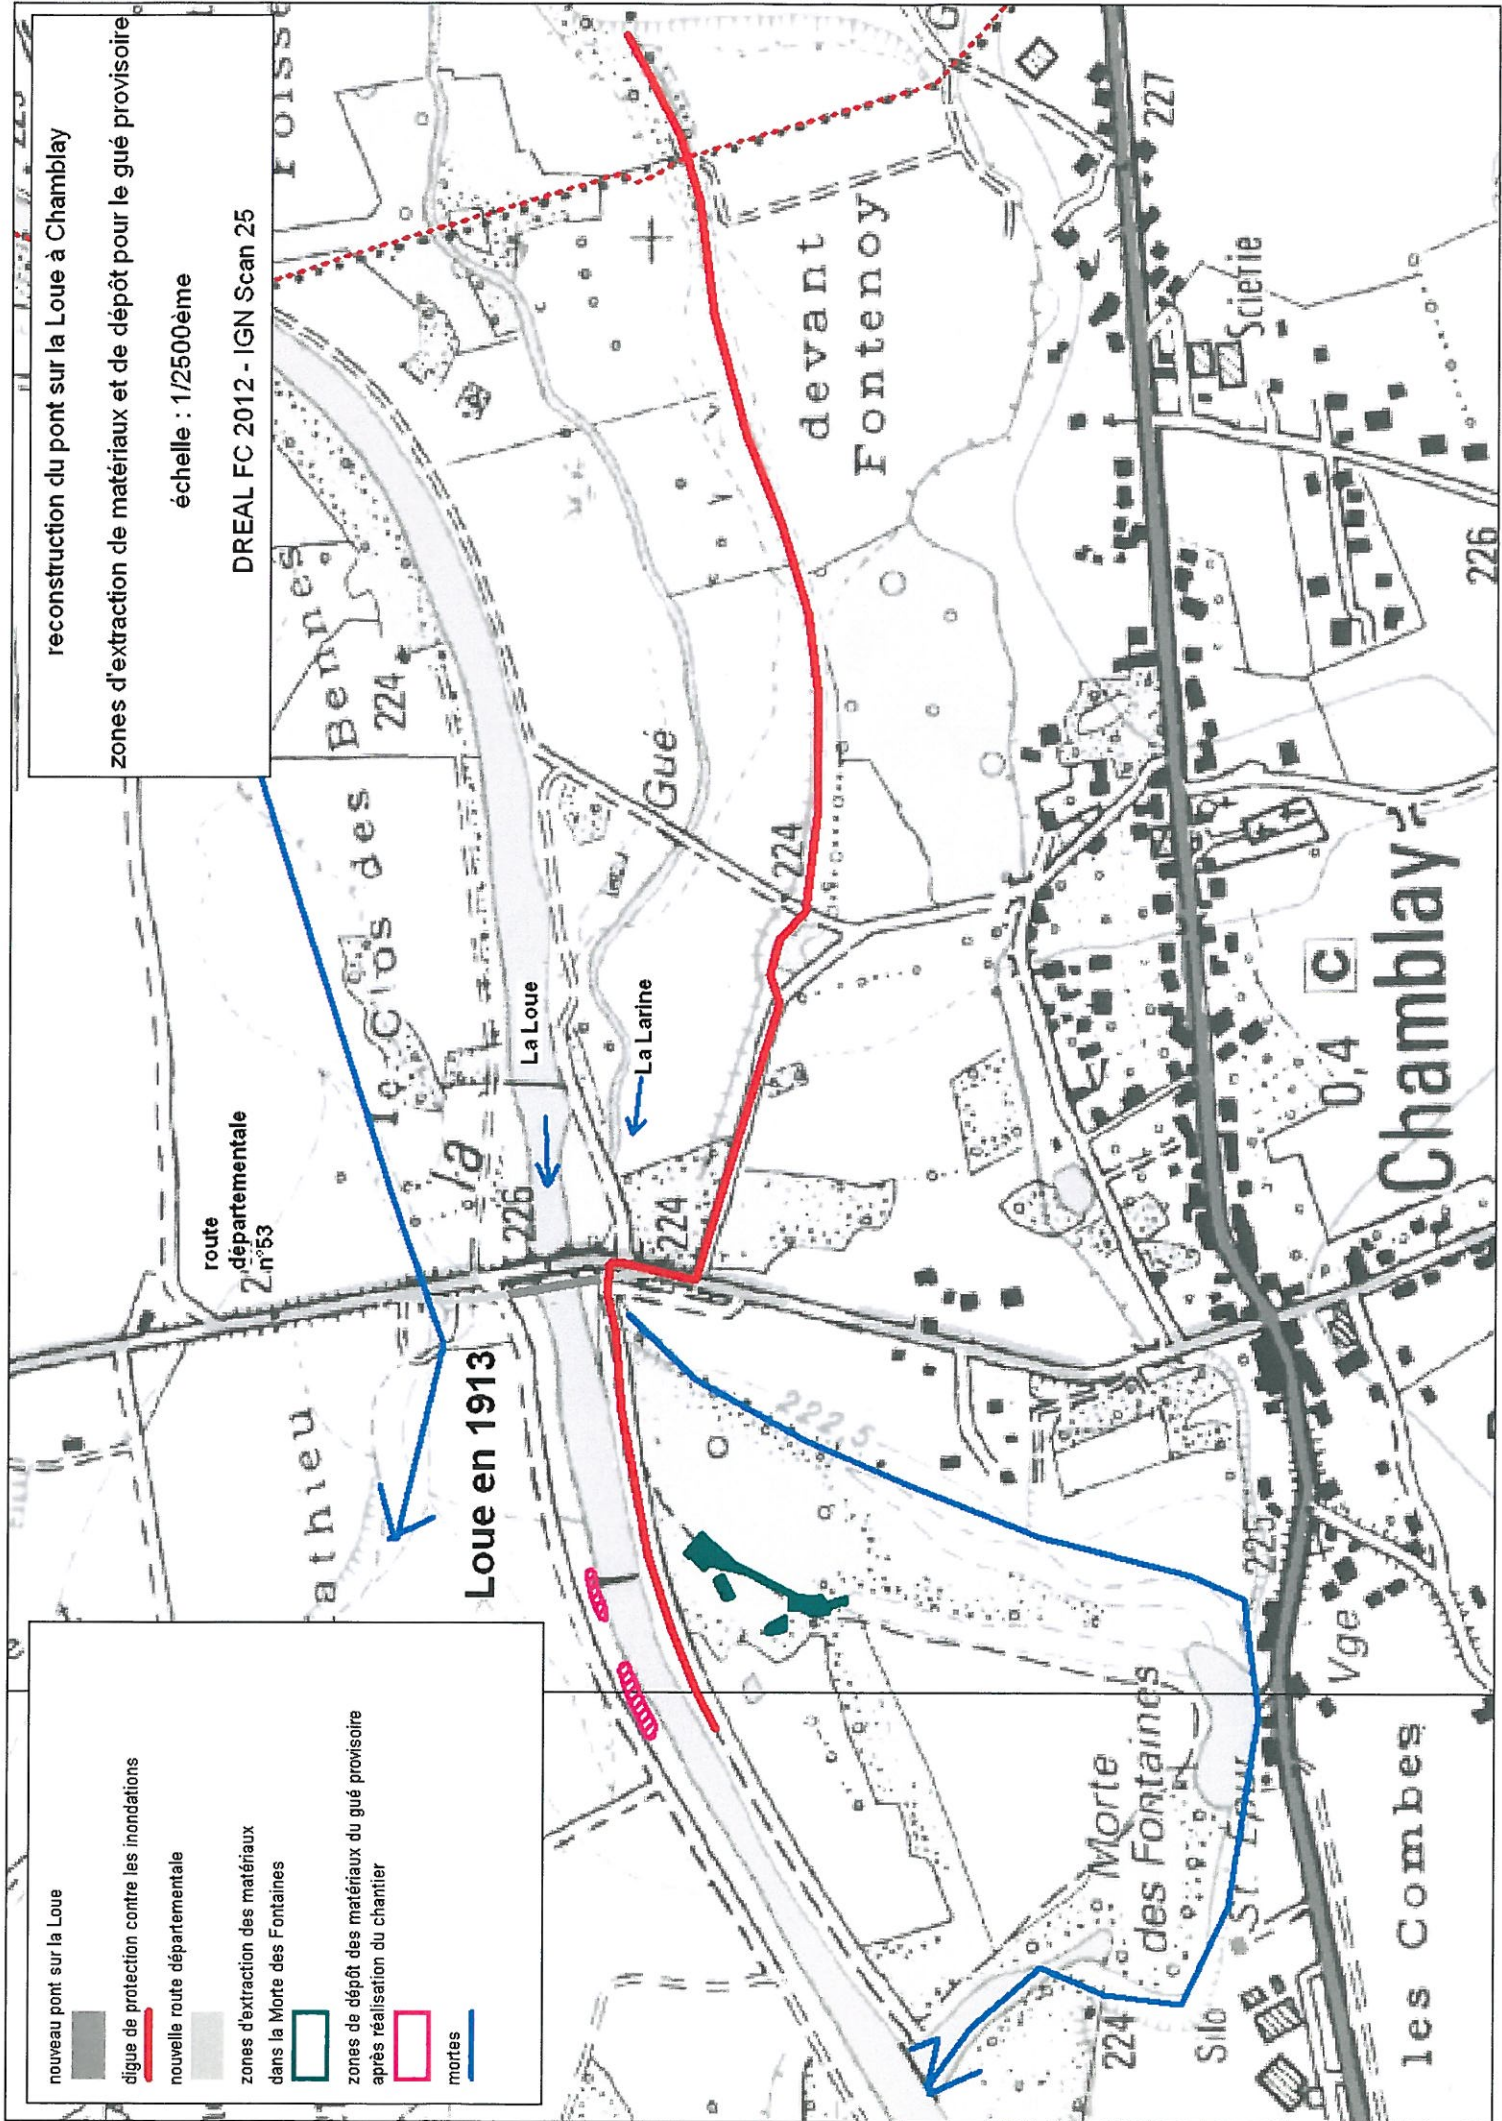 reconstruction du pont sur la Loue à Chamblay
zones d'extraction de matériaux et de dépôt pour le gué provisoire
échelle : 1/2500ème
DREAL FC 2012 - IGN Scan 25
nouveau pont sur la Loue
digue de protection contre les inondations
nouvelle route départementale
zones d'extraction des matériaux
dans la Morte des Fontaines
zones de dépôt des matériaux du gué provisoire
après réalisation du chantier
mortes
athieu
Loue en 1913
route
départementale
n°53
le Clos des
Bennes
224
la
226
La Loue
La Larine
Gué
224
224
devant
Fontenoy
227
Scierie
226
222,5
225
Vge
Morte
des Fontaines
St. Epvr
Silo
224
les Combes
0,4
C
Chamblay